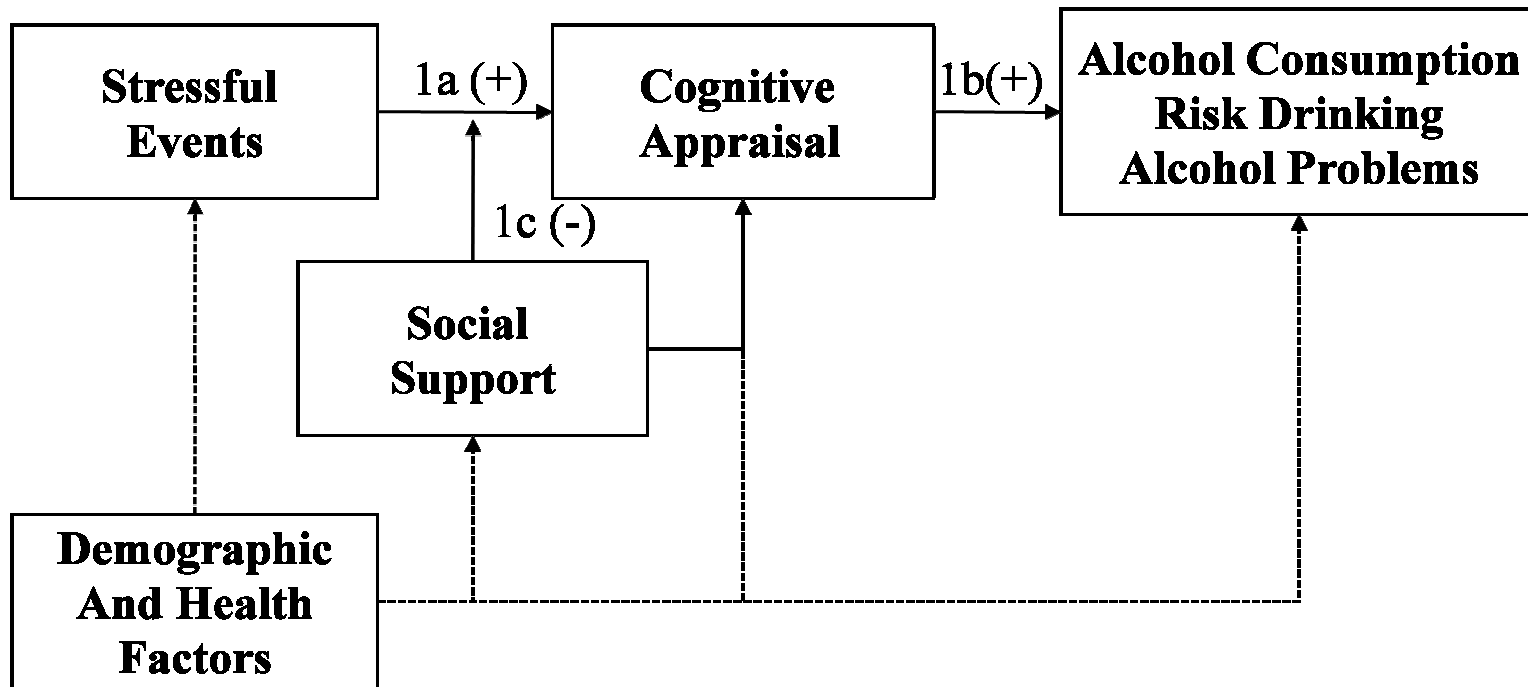 Stressful
Events
1a (+)
Cognitive
Appraisal
1b(+)
Alcohol Consumption
Risk Drinking
Alcohol Problems
1c (-)
Social
Support
Demographic
And Health
Factors